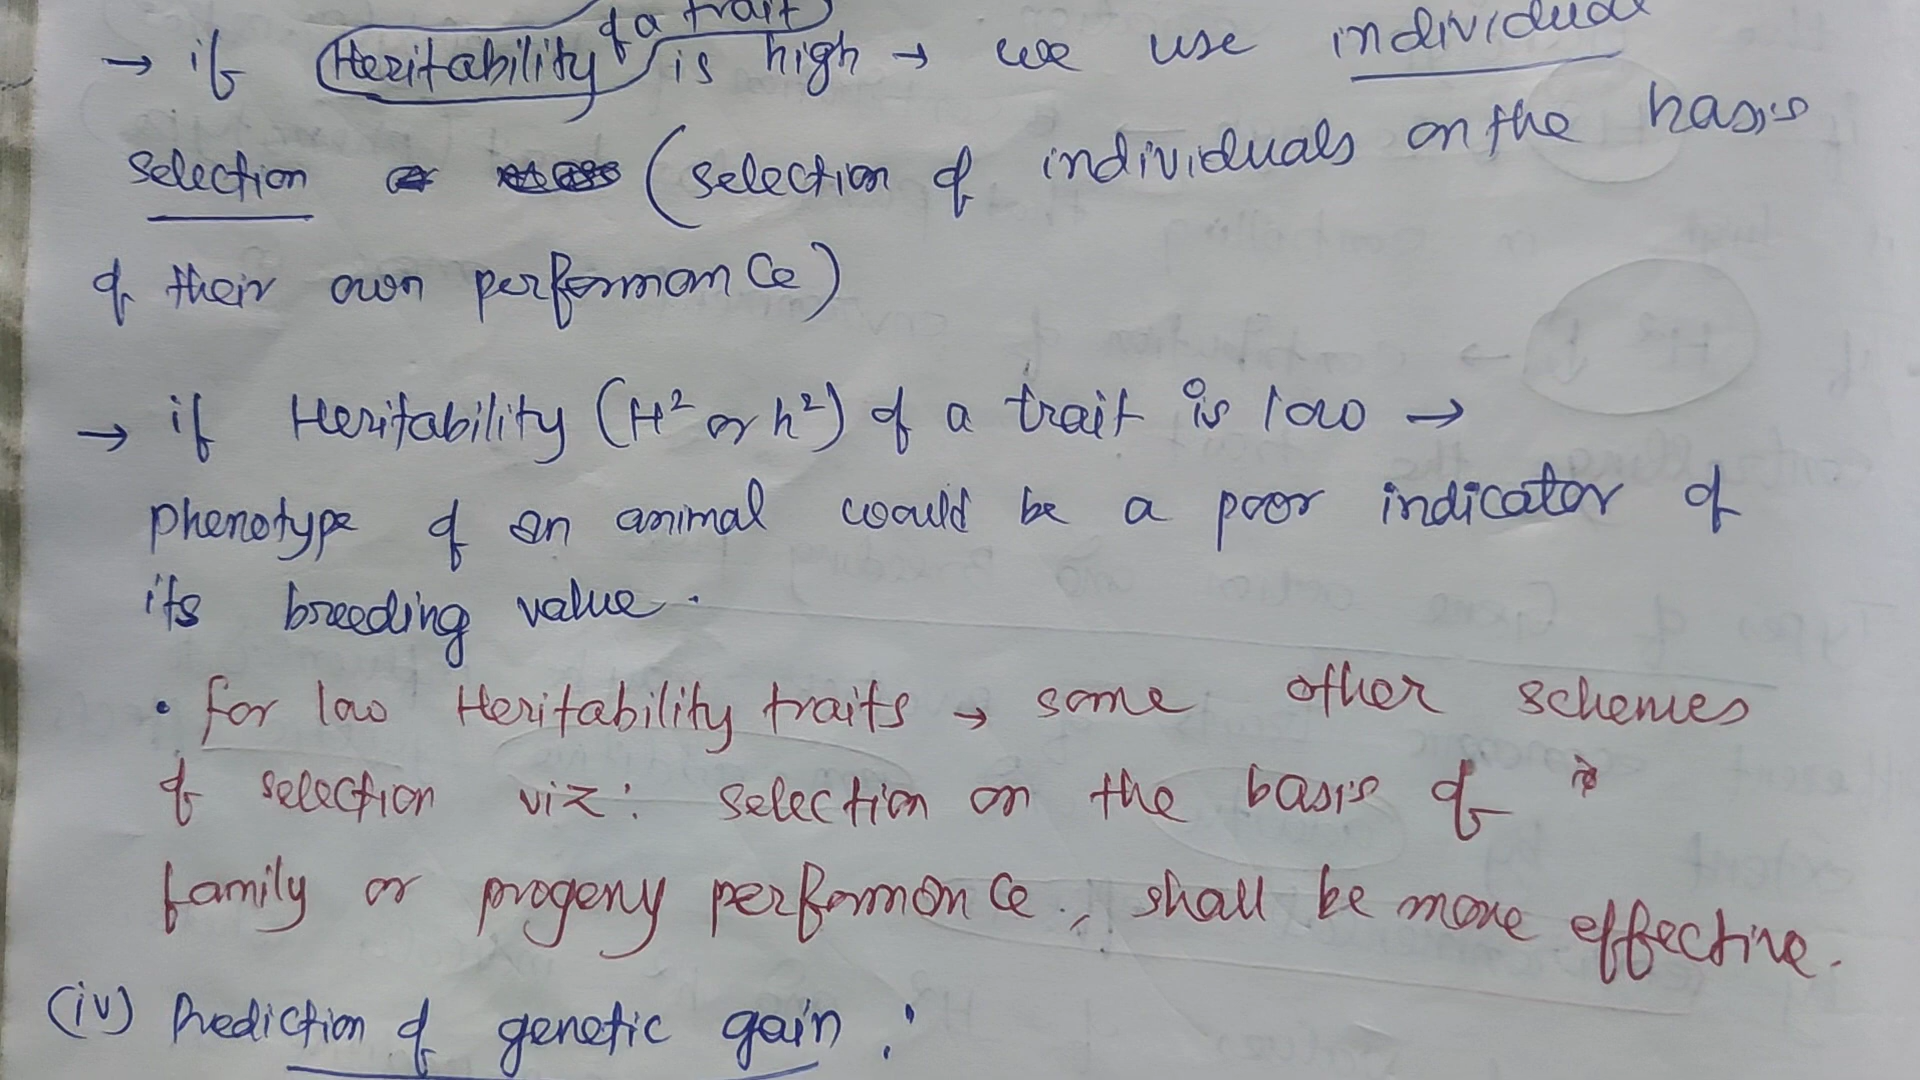 → if Heritability of a trait is high → we use individual
selection (selection of individuals on the basis
of their own performance)
→ if Heritability (H² or h²) of a trait is low →
phenotype of an animal would be a poor indicator of
its breeding value.
• for low Heritability traits → some other schemes
of selection viz: selection on the basis of
family or progeny performance., shall be more effective.
(iv) Prediction of genetic gain :